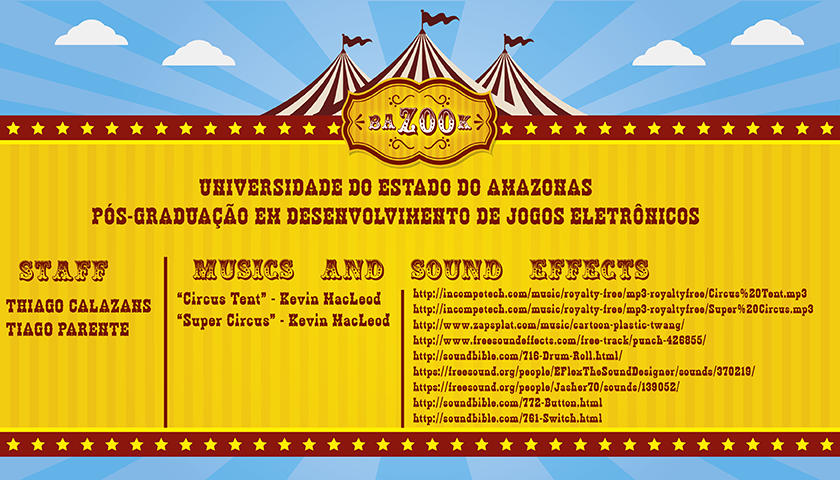 BAZOOK
UNIVERSIDADE DO ESTADO DO AMAZONAS
PÓS-GRADUAÇÃO EM DESENVOLVIMENTO DE JOGOS ELETRÔNICOS
STAFF
THIAGO CALAZANS
TIAGO PARENTE
MUSICS AND SOUND EFFECTS
“Circus Tent” - Kevin MacLeod
“Super Circus” - Kevin MacLeod
http://incompetech.com/music/royalty-free/mp3-royaltyfree/Circus%20Tent.mp3
http://incompetech.com/music/royalty-free/mp3-royaltyfree/Super%20Circus.mp3
http://www.zapsplat.com/music/cartoon-plastic-twang/
http://www.freesoundeffects.com/free-track/punch-426855/
http://soundbible.com/716-Drum-Roll.html/
https://freesound.org/people/EFlexTheSoundDesigner/sounds/370219/
https://freesound.org/people/Jasher70/sounds/139052/
http://soundbible.com/772-Button.html
http://soundbible.com/761-Switch.html